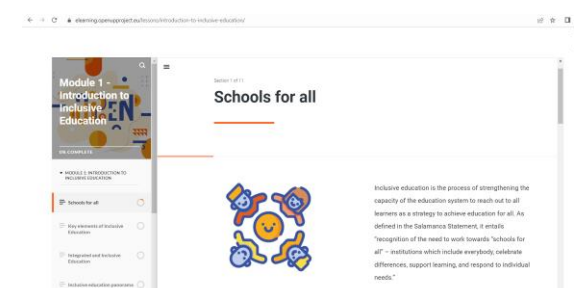 elearning.openupproject.eu/lessons/introduction-to-inclusive-education/
Module 1 -
introduction to
inclusive
Education
0% COMPLETE
MODULE 1: INTRODUCTION TO
INCLUSIVE EDUCATION
Schools for all
Key elements of Inclusive
Education
Integrated and Inclusive
Education
Inclusive education panorama
Section 1 of 11
Schools for all
Inclusive education is the process of strengthening the
capacity of the education system to reach out to all
learners as a strategy to achieve education for all. As
defined in the Salamanca Statement, it entails
"recognition of the need to work towards "schools for
all" – institutions which include everybody, celebrate
differences, support learning, and respond to individual
needs."